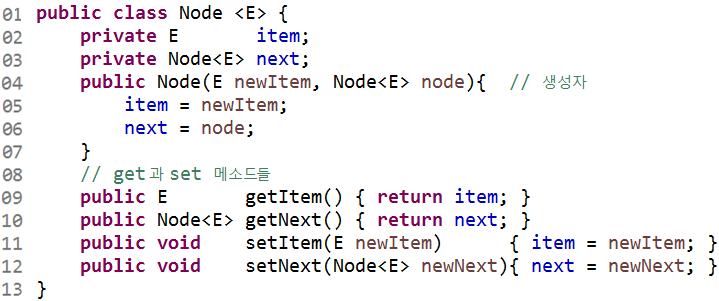 01 public class Node <E> {
02     private E       item;
03     private Node<E> next;
04     public Node(E newItem, Node<E> node){  // 생성자
05         item = newItem;
06         next = node;
07     }
08     // get과 set 메소드들
09     public E       getItem() { return item; }
10     public Node<E> getNext() { return next; }
11     public void    setItem(E newItem)      { item = newItem; }
12     public void    setNext(Node<E> newNext){ next = newNext; }
13 }